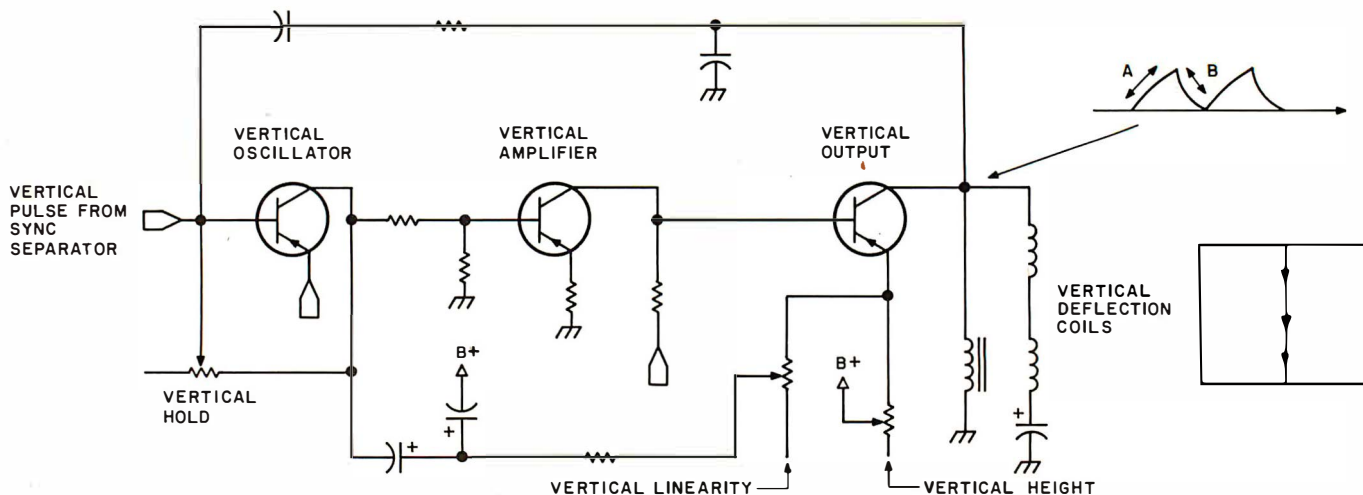 A
B
VERTICAL
OSCILLATOR
VERTICAL
AMPLIFIER
VERTICAL
OUTPUT
VERTICAL
PULSE FROM
SYNC
SEPARATOR
VERTICAL
DEFLECTION
COILS
B+
B+
VERTICAL
HOLD
+
+
+
VERTICAL LINEARITY
VERTICAL HEIGHT